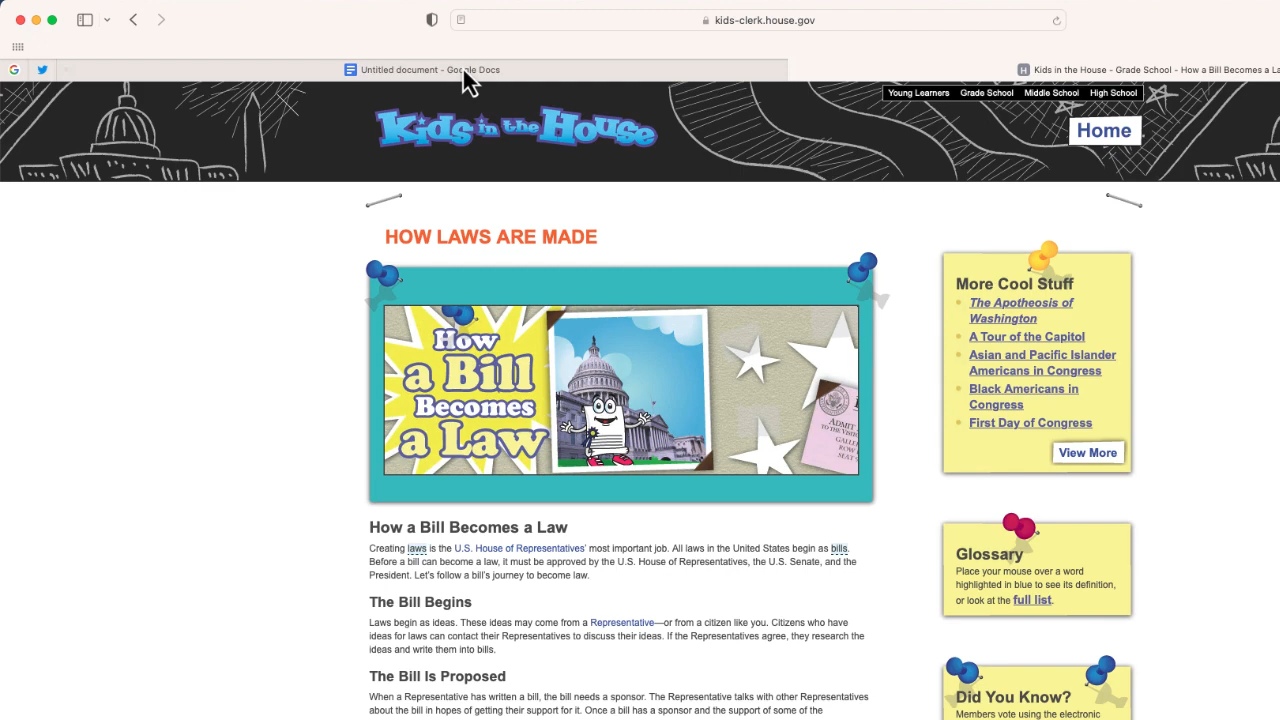 kids-clerk.house.gov
Untitled document - Google Docs
Kids in the House - Grade School - How a Bill Becomes a La
Young Learners Grade School Middle School High School
Kids in the House
Home
HOW LAWS ARE MADE
How
a Bill
Becomes
a Law
ADMIT
More Cool Stuff
The Apotheosis of
Washington
A Tour of the Capitol
Asian and Pacific Islander
Americans in Congress
Black Americans in
Congress
First Day of Congress
View More
How a Bill Becomes a Law
Creating laws is the U.S. House of Representatives' most important job. All laws in the United States begin as bills.
Before a bill can become a law, it must be approved by the U.S. House of Representatives, the U.S. Senate, and the
President. Let's follow a bill's journey to become law.
The Bill Begins
Laws begin as ideas. These ideas may come from a Representative—or from a citizen like you. Citizens who have
ideas for laws can contact their Representatives to discuss their ideas. If the Representatives agree, they research the
ideas and write them into bills.
The Bill Is Proposed
When a Representative has written a bill, the bill needs a sponsor. The Representative talks with other Representatives
about the bill in hopes of getting their support for it. Once a bill has a sponsor and the support of some of the
Glossary
Place your mouse over a word
highlighted in blue to see its definition,
or look at the full list.
Did You Know?
Members vote using the electronic